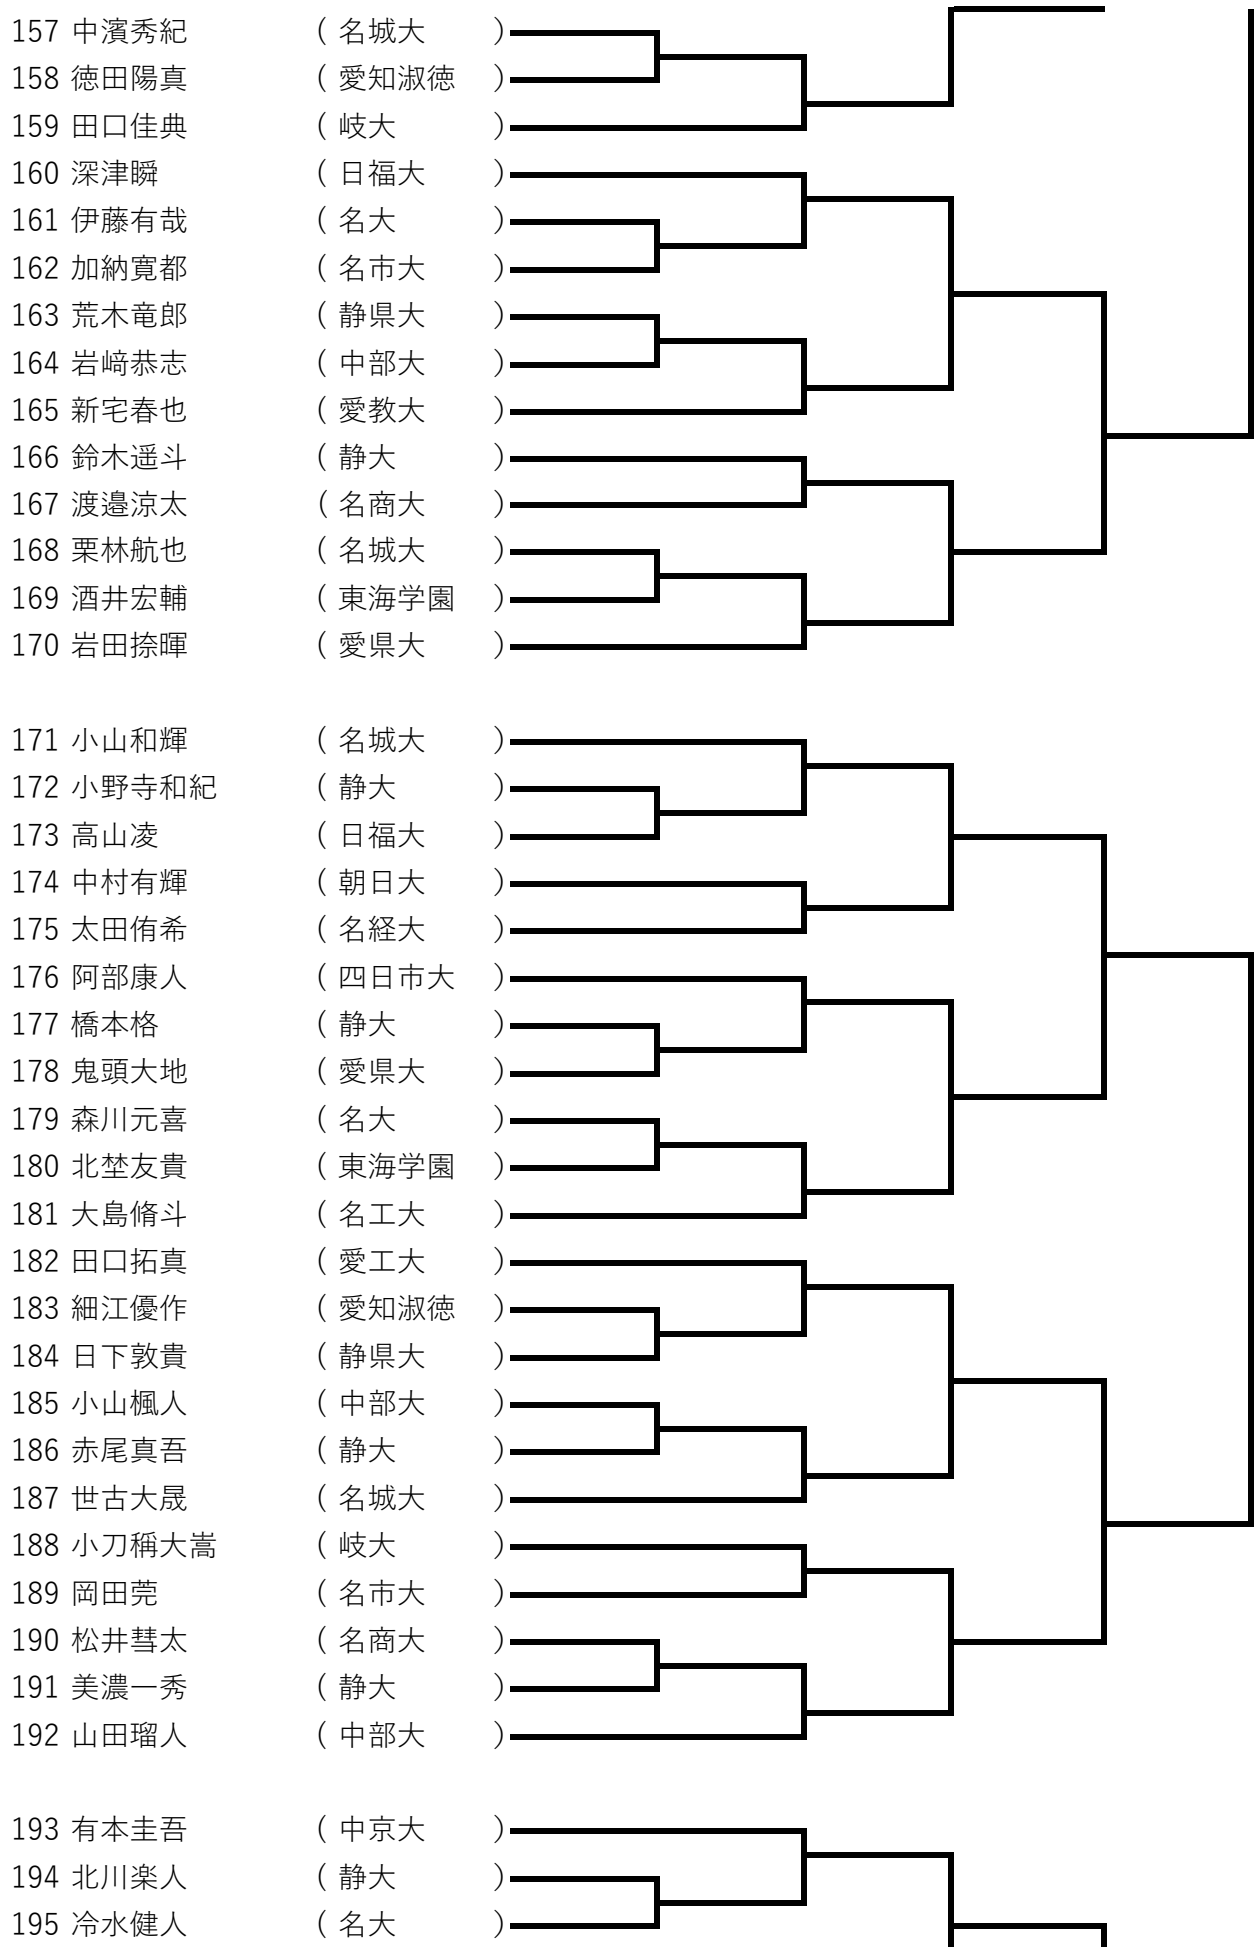 157 中濱秀紀 ( 名城大 )
158 徳田陽真 ( 愛知淑徳 )
159 田口佳典 ( 岐大 )
160 深津瞬 ( 日福大 )
161 伊藤有哉 ( 名大 )
162 加納寛都 ( 名市大 )
163 荒木竜郎 ( 静県大 )
164 岩﨑恭志 ( 中部大 )
165 新宅春也 ( 愛教大 )
166 鈴木遥斗 ( 静大 )
167 渡邉涼太 ( 名商大 )
168 栗林航也 ( 名城大 )
169 酒井宏輔 ( 東海学園 )
170 岩田捺暉 ( 愛県大 )
171 小山和輝 ( 名城大 )
172 小野寺和紀 ( 静大 )
173 高山凌 ( 日福大 )
174 中村有輝 ( 朝日大 )
175 太田侑希 ( 名経大 )
176 阿部康人 ( 四日市大 )
177 橋本格 ( 静大 )
178 鬼頭大地 ( 愛県大 )
179 森川元喜 ( 名大 )
180 北埜友貴 ( 東海学園 )
181 大島脩斗 ( 名工大 )
182 田口拓真 ( 愛工大 )
183 細江優作 ( 愛知淑徳 )
184 日下敦貴 ( 静県大 )
185 小山楓人 ( 中部大 )
186 赤尾真吾 ( 静大 )
187 世古大晟 ( 名城大 )
188 小刀稱大嵩 ( 岐大 )
189 岡田莞 ( 名市大 )
190 松井彗太 ( 名商大 )
191 美濃一秀 ( 静大 )
192 山田瑠人 ( 中部大 )
193 有本圭吾 ( 中京大 )
194 北川楽人 ( 静大 )
195 冷水健人 ( 名大 )